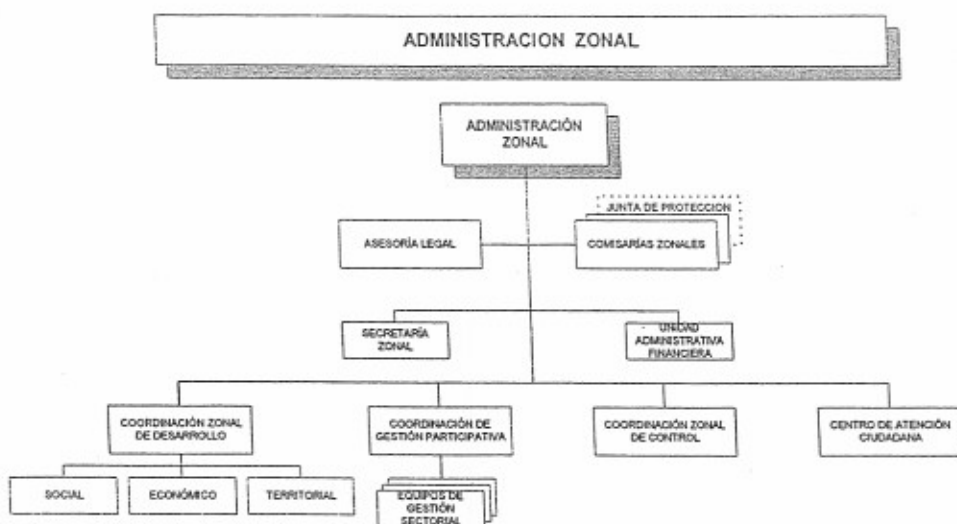 ADMINISTRACION ZONAL
ADMINISTRACIÓN
ZONAL
JUNTA DE PROTECCION
ASESORÍA LEGAL
COMISARÍAS ZONALES
SECRETARÍA
ZONAL
UNIDAD
ADMINISTRATIVA
FINANCIERA
COORDINACIÓN ZONAL
DE DESARROLLO
COORDINACIÓN DE
GESTIÓN PARTICIPATIVA
COORDINACIÓN ZONAL
DE CONTROL
CENTRO DE ATENCIÓN
CIUDADANA
SOCIAL
ECONÓMICO
TERRITORIAL
EQUIPOS DE
GESTIÓN
SECTORIAL